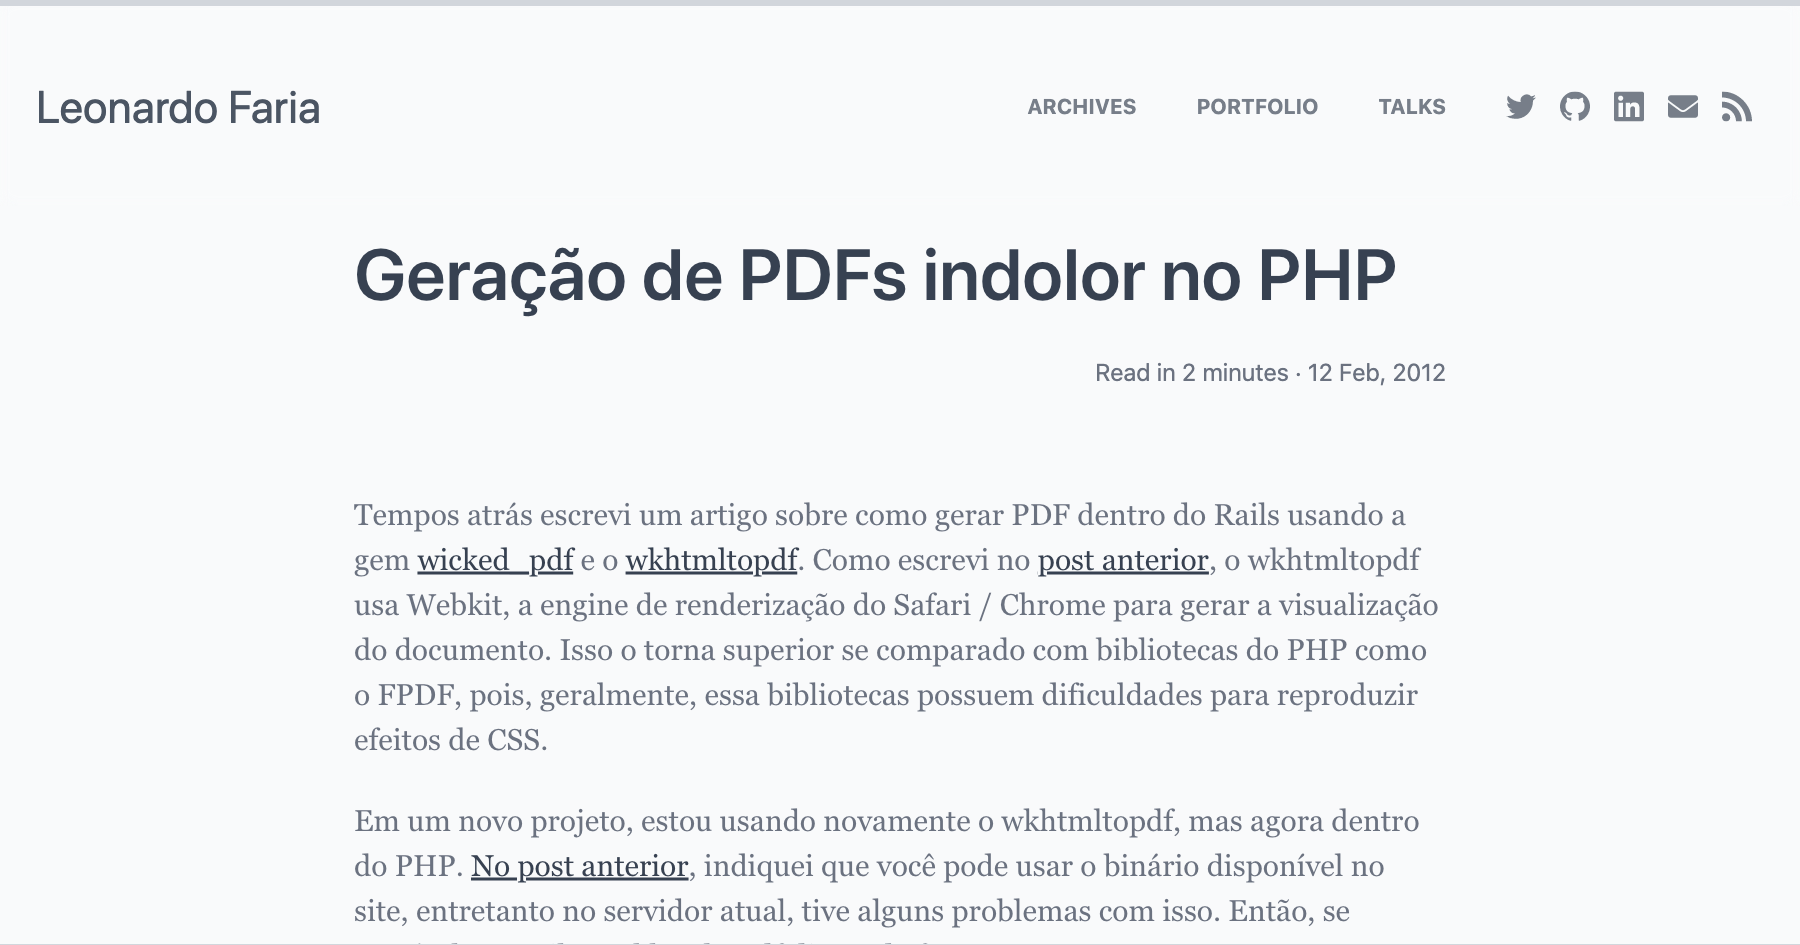 Leonardo Faria
ARCHIVES PORTFOLIO TALKS
Geração de PDFs indolor no PHP
Read in 2 minutes · 12 Feb, 2012
Tempos atrás escrevi um artigo sobre como gerar PDF dentro do Rails usando a
gem wicked_pdf e o wkhtmltopdf. Como escrevi no post anterior, o wkhtmltopdf
usa Webkit, a engine de renderização do Safari / Chrome para gerar a visualização
do documento. Isso o torna superior se comparado com bibliotecas do PHP como
o FPDF, pois, geralmente, essa bibliotecas possuem dificuldades para reproduzir
efeitos de CSS.
Em um novo projeto, estou usando novamente o wkhtmltopdf, mas agora dentro
do PHP. No post anterior, indiquei que você pode usar o binário disponível no
site, entretanto no servidor atual, tive alguns problemas com isso. Então, se